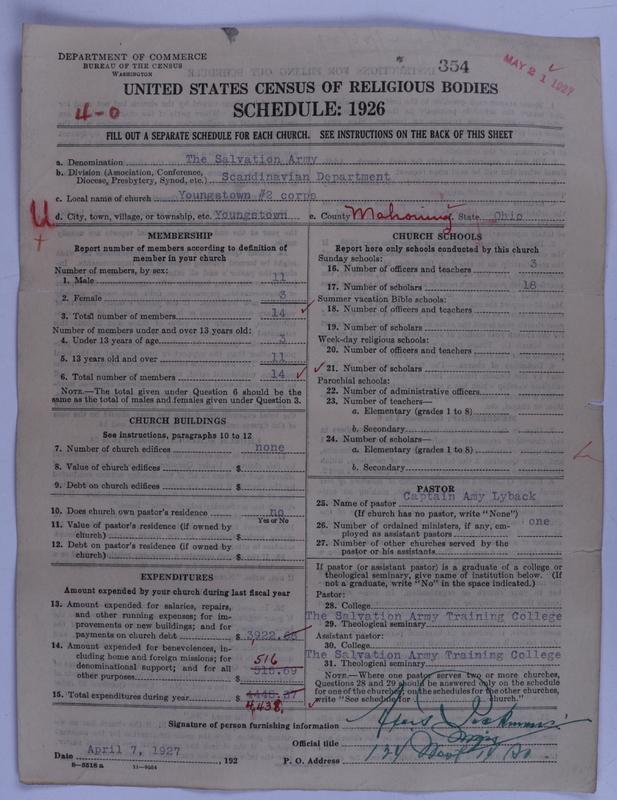 DEPARTMENT OF COMMERCE
BUREAU OF THE CENSUS
WASHINGTON
354
MAY 21 1927
UNITED STATES CENSUS OF RELIGIOUS BODIES
4-0
SCHEDULE: 1926
FILL OUT A SEPARATE SCHEDULE FOR EACH CHURCH. SEE INSTRUCTIONS ON THE BACK OF THIS SHEET
a. Denomination The Salvation Army
b. Division (Association, Conference, Diocese, Presbytery, Synod, etc.) Scandinavian Department
c. Local name of church Youngstown #2 corps
U d. City, town, village, or township, etc. Youngstown e. County Mahoning State Ohio
MEMBERSHIP
Report number of members according to definition of
member in your church
Number of members, by sex:
1. Male 11
2. Female 3
3. Total number of members 14
Number of members under and over 13 years old:
4. Under 13 years of age 3
5. 13 years old and over 11
6. Total number of members 14
NOTE.—The total given under Question 6 should be the
same as the total of males and females given under Question 3.
CHURCH BUILDINGS
See instructions, paragraphs 10 to 12
7. Number of church edifices none
8. Value of church edifices $
9. Debt on church edifices $
10. Does church own pastor's residence no
Yes or No
11. Value of pastor's residence (if owned by
church) $
12. Debt on pastor's residence (if owned by
church) $
EXPENDITURES
Amount expended by your church during last fiscal year
13. Amount expended for salaries, repairs,
and other running expenses; for im-
provements or new buildings; and for
payments on church debt $ 3922.
14. Amount expended for benevolences, in-
cluding home and foreign missions; for 516
denominational support; and for all 516.69
other purposes $
15. Total expenditures during year $
4,438
CHURCH SCHOOLS
Report here only schools conducted by this church
Sunday schools:
16. Number of officers and teachers 3
17. Number of scholars 18
Summer vacation Bible schools:
18. Number of officers and teachers
19. Number of scholars
Week-day religious schools:
20. Number of officers and teachers
21. Number of scholars
Parochial schools:
22. Number of administrative officers
23. Number of teachers—
a. Elementary (grades 1 to 8)
b. Secondary
24. Number of scholars—
a. Elementary (grades 1 to 8)
b. Secondary
PASTOR
25. Name of pastor Captain Amy Lyback
(If church has no pastor, write "None")
26. Number of ordained ministers, if any, em- one
ployed as assistant pastors
27. Number of other churches served by the
pastor or his assistants
If pastor (or assistant pastor) is a graduate of a college or
theological seminary, give name of institution below. (If
not a graduate, write "No" in the space indicated.)
Pastor:
28. College
The Salvation Army Training College
29. Theological seminary
Assistant pastor:
30. College
The Salvation Army Training College
31. Theological seminary
NOTE.—Where one pastor served two or more churches,
Questions 28 and 29 should be answered only on the schedule
for one of the churches; on the schedules for the other churches,
write "See schedule for church."
Signature of person furnishing information
Official title
Date April 7, 1927, 192 P. O. Address
8-5518 a 11-9054